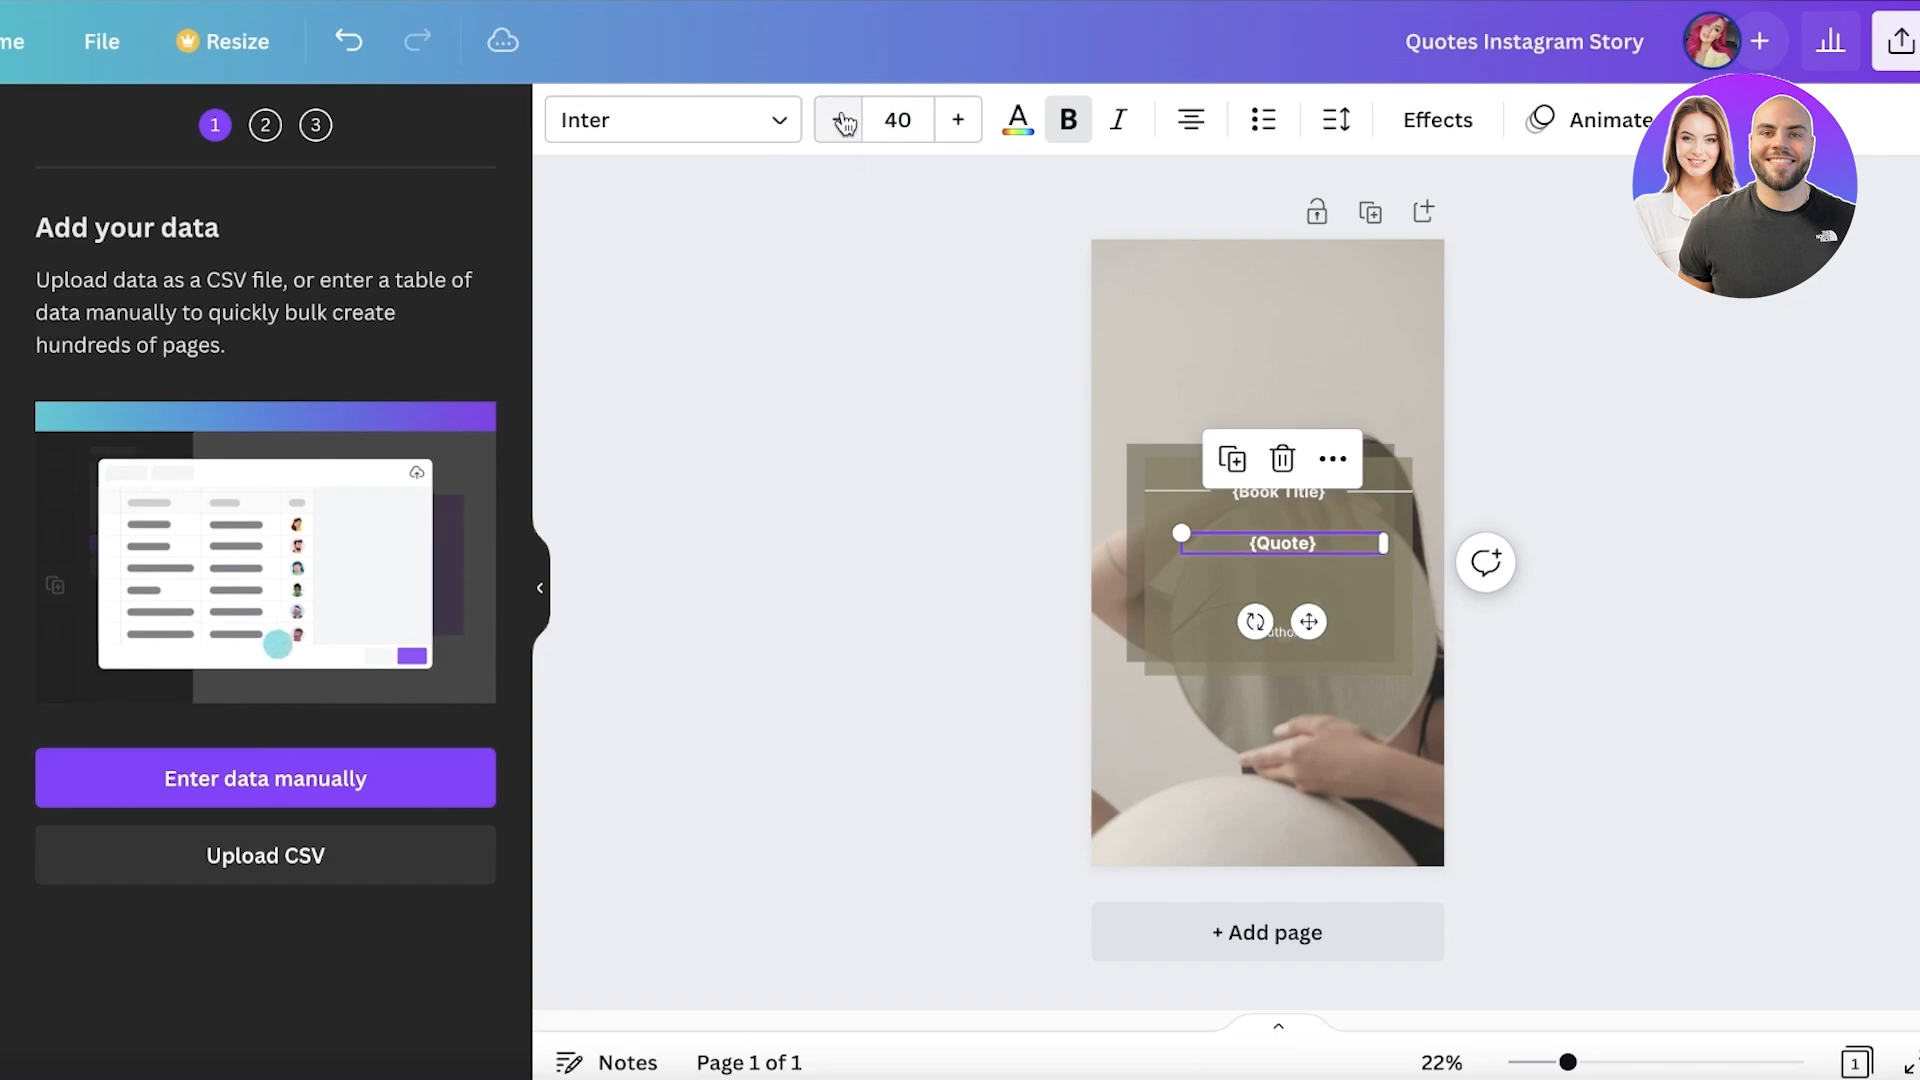 me File Resize Quotes Instagram Story +
1 2 3
Inter 40 + A B I Effects Animate
Add your data
Upload data as a CSV file, or enter a table of
data manually to quickly bulk create
hundreds of pages.
{Book Title}
{Quote}
utho
Enter data manually
Upload CSV
+ Add page
Notes Page 1 of 1 22% 1